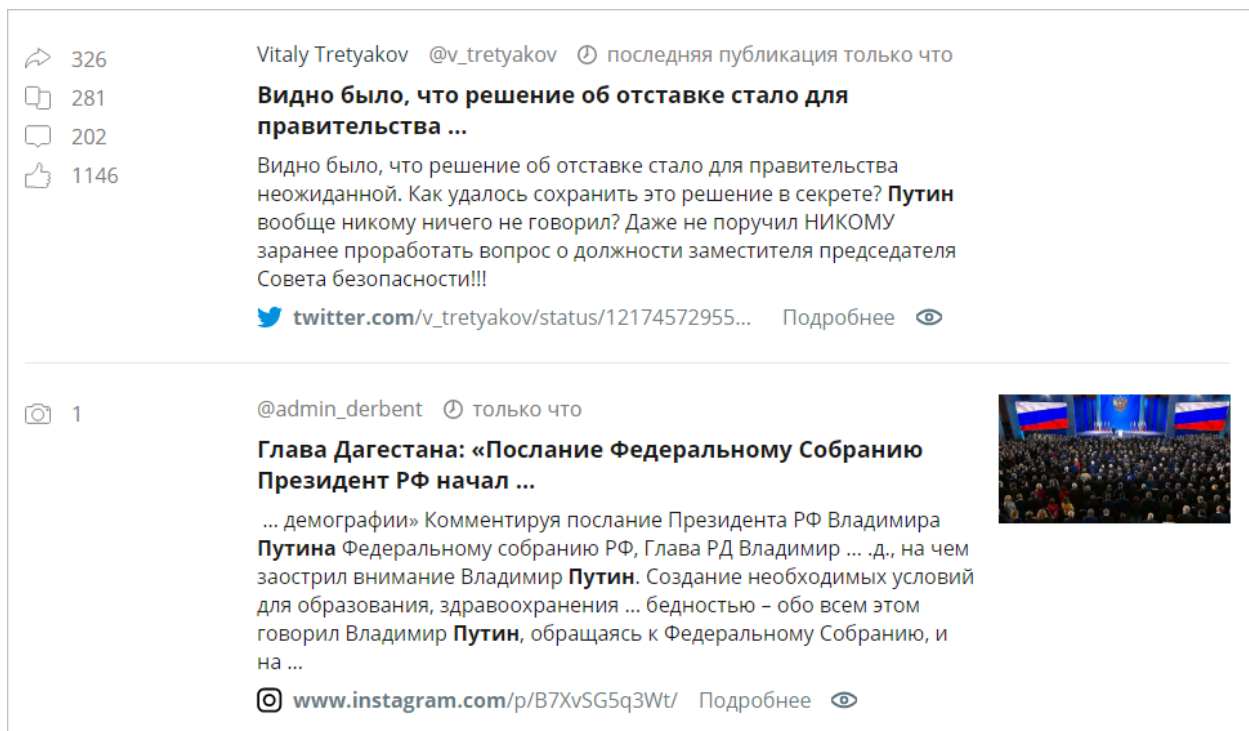 326
Vitaly Tretyakov @v_tretyakov последняя публикация только что
281
Видно было, что решение об отставке стало для
правительства ...
202
1146
Видно было, что решение об отставке стало для правительства
неожиданной. Как удалось сохранить это решение в секрете? Путин
вообще никому ничего не говорил? Даже не поручил НИКОМУ
заранее проработать вопрос о должности заместителя председателя
Совета безопасности!!!
twitter.com/v_tretyakov/status/12174572955... Подробнее
1
@admin_derbent только что
Глава Дагестана: «Послание Федеральному Собранию
Президент РФ начал ...
... демографии» Комментируя послание Президента РФ Владимира
Путина Федеральному собранию РФ, Глава РД Владимир ... .д., на чем
заострил внимание Владимир Путин. Создание необходимых условий
для образования, здравоохранения ... бедностью – обо всем этом
говорил Владимир Путин, обращаясь к Федеральному Собранию, и
на ...
www.instagram.com/p/B7XvSG5q3Wt/ Подробнее